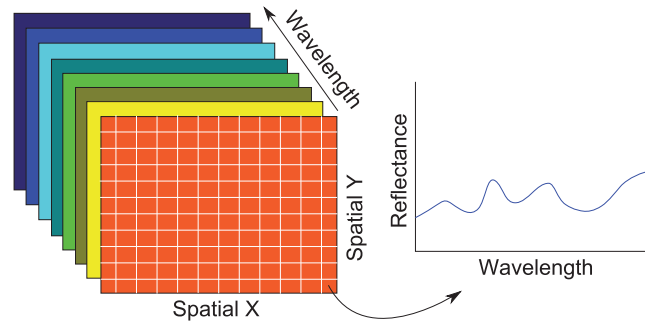 Wavelength
Spatial Y
Spatial X
Reflectance
Wavelength